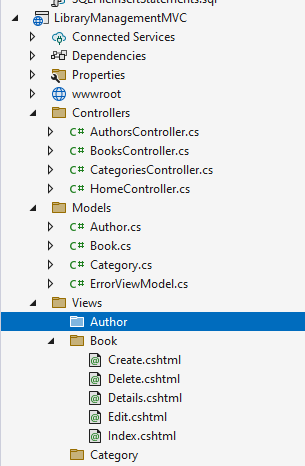 SQLFileInsertStatements.sql
LibraryManagementMVC
Connected Services
Dependencies
Properties
wwwroot
Controllers
C# AuthorsController.cs
C# BooksController.cs
C# CategoriesController.cs
C# HomeController.cs
Models
C# Author.cs
C# Book.cs
C# Category.cs
C# ErrorViewModel.cs
Views
Author
Book
Create.cshtml
Delete.cshtml
Details.cshtml
Edit.cshtml
Index.cshtml
Category